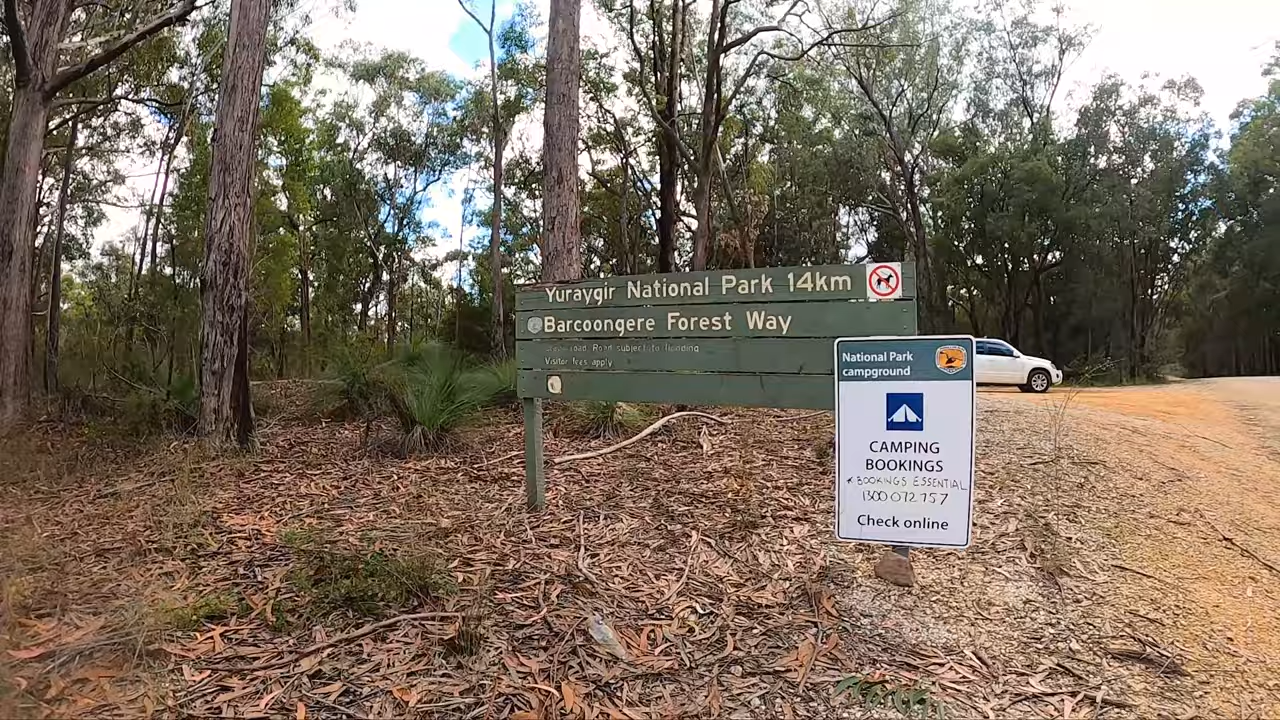 Yuraygir National Park 14km
Barcoongere Forest Way
road. Road subject to flooding
Visitor fees apply
National Park
campground
CAMPING
BOOKINGS
* BOOKINGS ESSENTIAL
1300 072 757
Check online